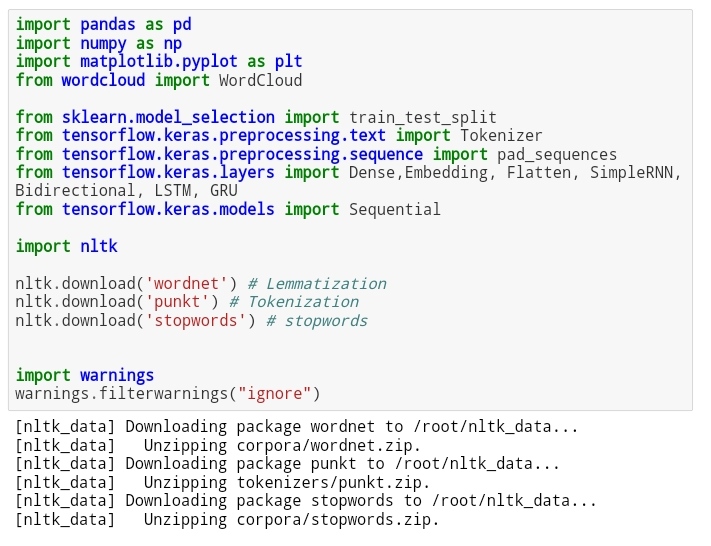 import pandas as pd
import numpy as np
import matplotlib.pyplot as plt
from wordcloud import WordCloud
from sklearn.model_selection import train_test_split
from tensorflow.keras.preprocessing.text import Tokenizer
from tensorflow.keras.preprocessing.sequence import pad_sequences
from tensorflow.keras.layers import Dense,Embedding, Flatten, SimpleRNN,
Bidirectional, LSTM, GRU
from tensorflow.keras.models import Sequential
import nltk
nltk.download('wordnet') # Lemmatization
nltk.download('punkt') # Tokenization
nltk.download('stopwords') # stopwords
import warnings
warnings.filterwarnings("ignore")
[nltk_data] Downloading package wordnet to /root/nltk_data...
[nltk_data]   Unzipping corpora/wordnet.zip.
[nltk_data] Downloading package punkt to /root/nltk_data...
[nltk_data]   Unzipping tokenizers/punkt.zip.
[nltk_data] Downloading package stopwords to /root/nltk_data...
[nltk_data]   Unzipping corpora/stopwords.zip.